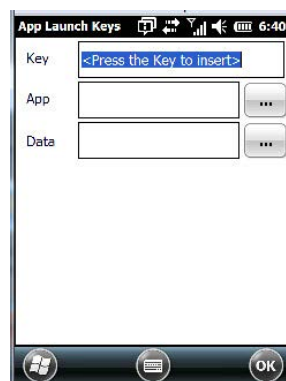 App Launch Keys 6:40
Key <Press the Key to insert>
App ...
Data ...
OK